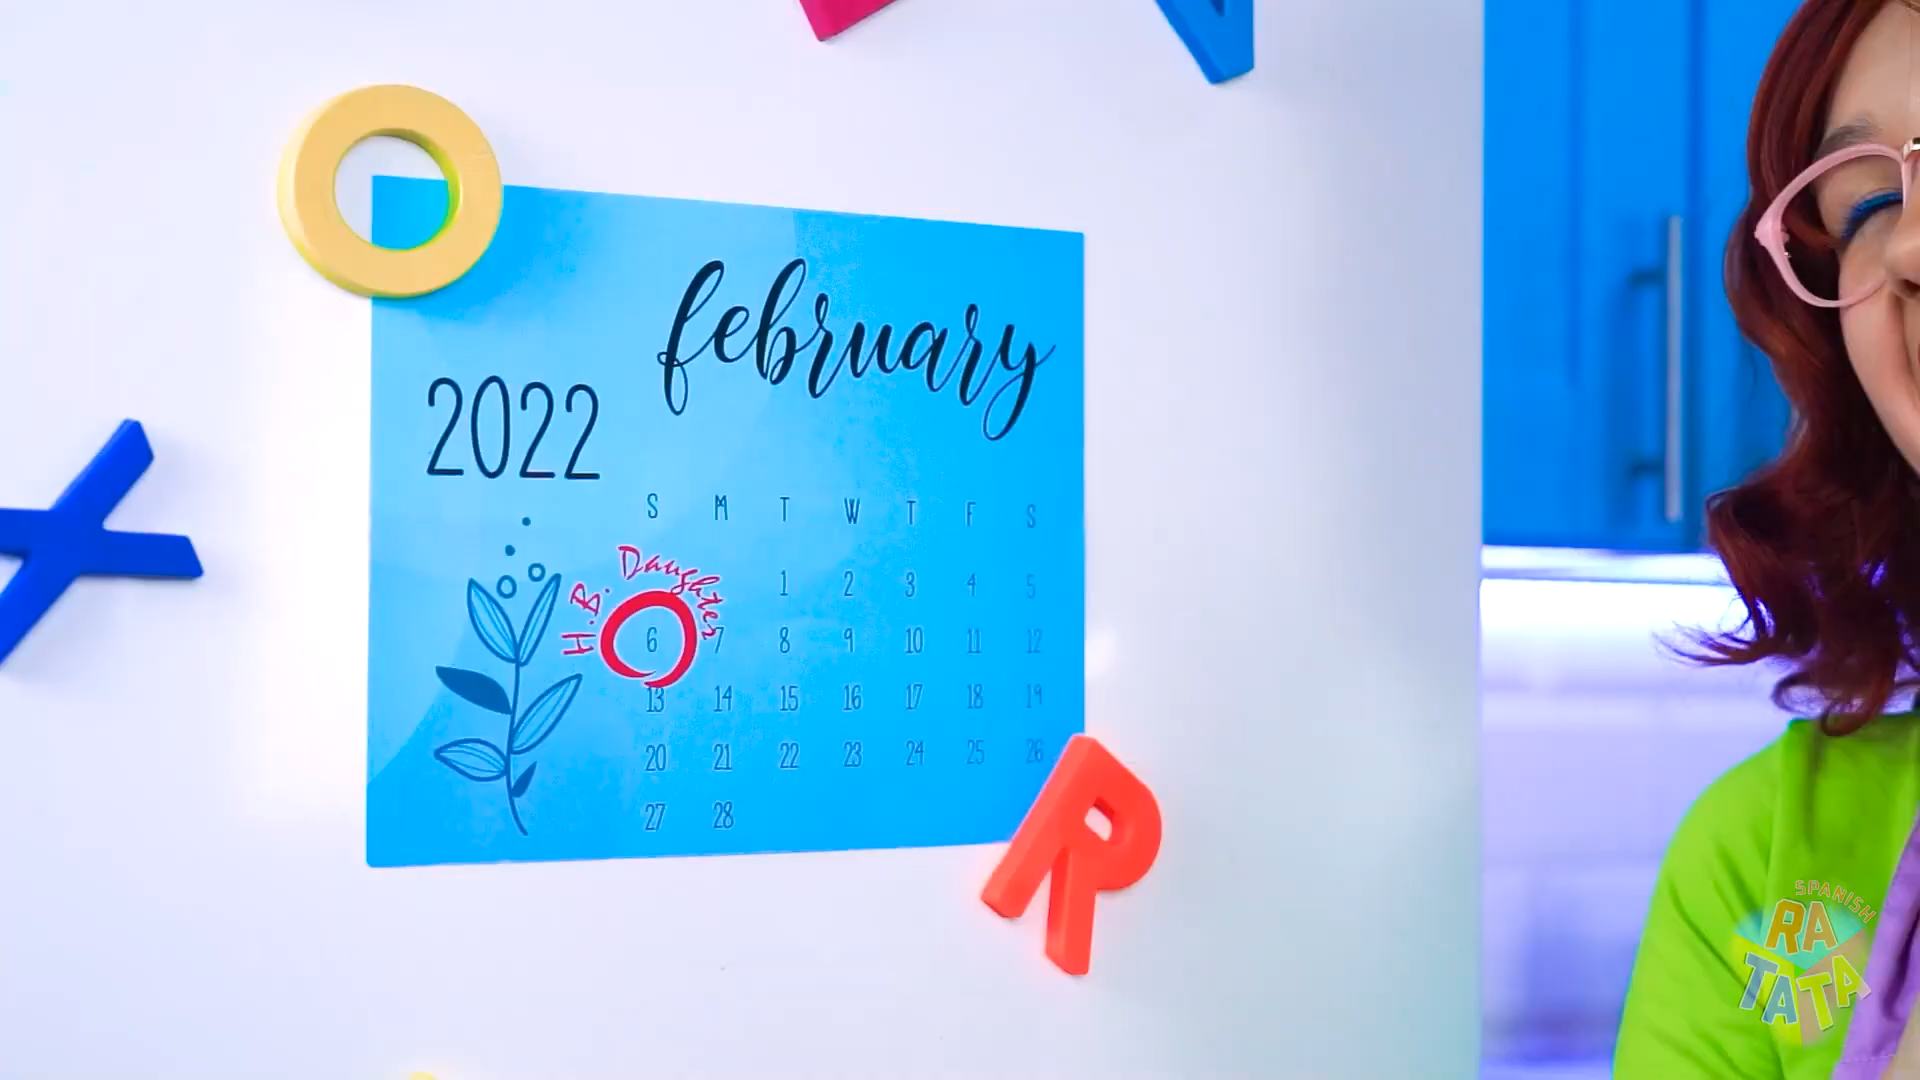 O
X
february
2022
S M T W T F S
H.B. Daughter
1 2 3 4 5
6 7 8 9 10 11 12
13 14 15 16 17 18 19
20 21 22 23 24 25 26
27 28
R
SPANISH
RA
TATA